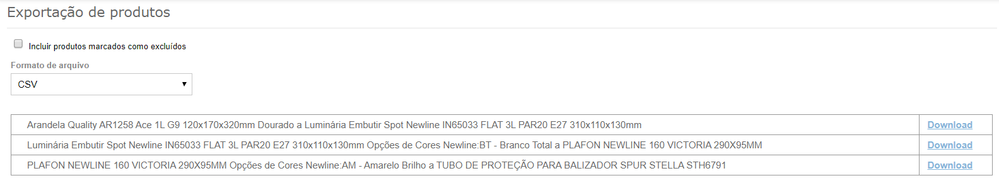 Exportação de produtos
Incluir produtos marcados como excluídos
Formato de arquivo
CSV
Arandela Quality AR1258 Ace 1L G9 120x170x320mm Dourado a Luminária Embutir Spot Newline IN65033 FLAT 3L PAR20 E27 310x110x130mm Download
Luminária Embutir Spot Newline IN65033 FLAT 3L PAR20 E27 310x110x130mm Opções de Cores Newline:BT - Branco Total a PLAFON NEWLINE 160 VICTORIA 290X95MM Download
PLAFON NEWLINE 160 VICTORIA 290X95MM Opções de Cores Newline:AM - Amarelo Brilho a TUBO DE PROTEÇÃO PARA BALIZADOR SPUR STELLA STH6791 Download